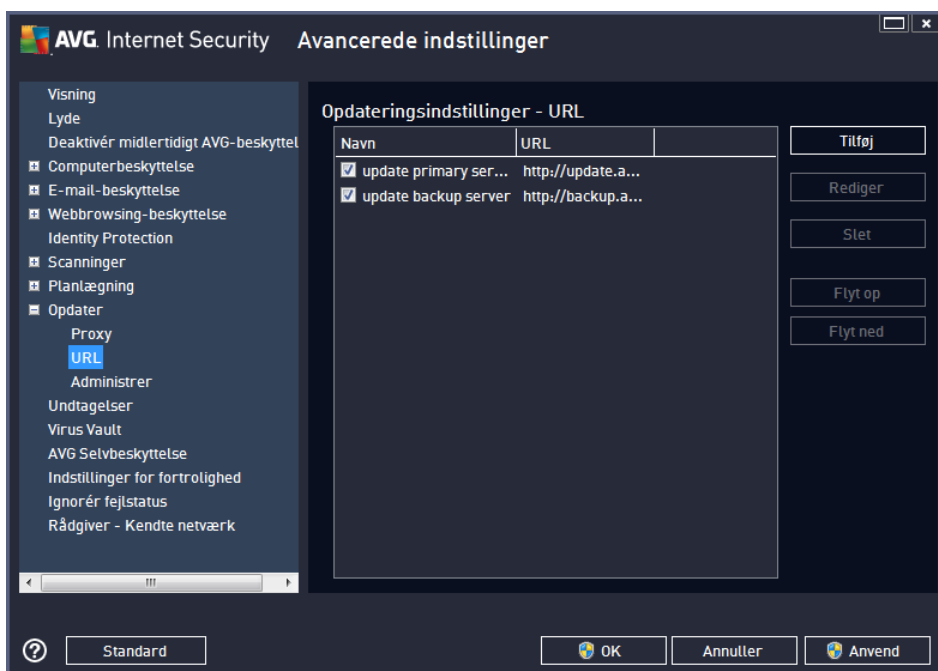 AVG. Internet Security Avancerede indstillinger
Visning
Lyde
Deaktivér midlertidigt AVG-beskyttel
Computerbeskyttelse
E-mail-beskyttelse
Webbrowsing-beskyttelse
Identity Protection
Scanninger
Planlægning
Opdater
Proxy
URL
Administrer
Undtagelser
Virus Vault
AVG Selvbeskyttelse
Indstillinger for fortrolighed
Ignorér fejlstatus
Rådgiver - Kendte netværk
Opdateringsindstillinger - URL
Navn URL
update primary ser... http://update.a...
update backup server http://backup.a...
Tilføj
Rediger
Slet
Flyt op
Flyt ned
? Standard OK Annuller Anvend